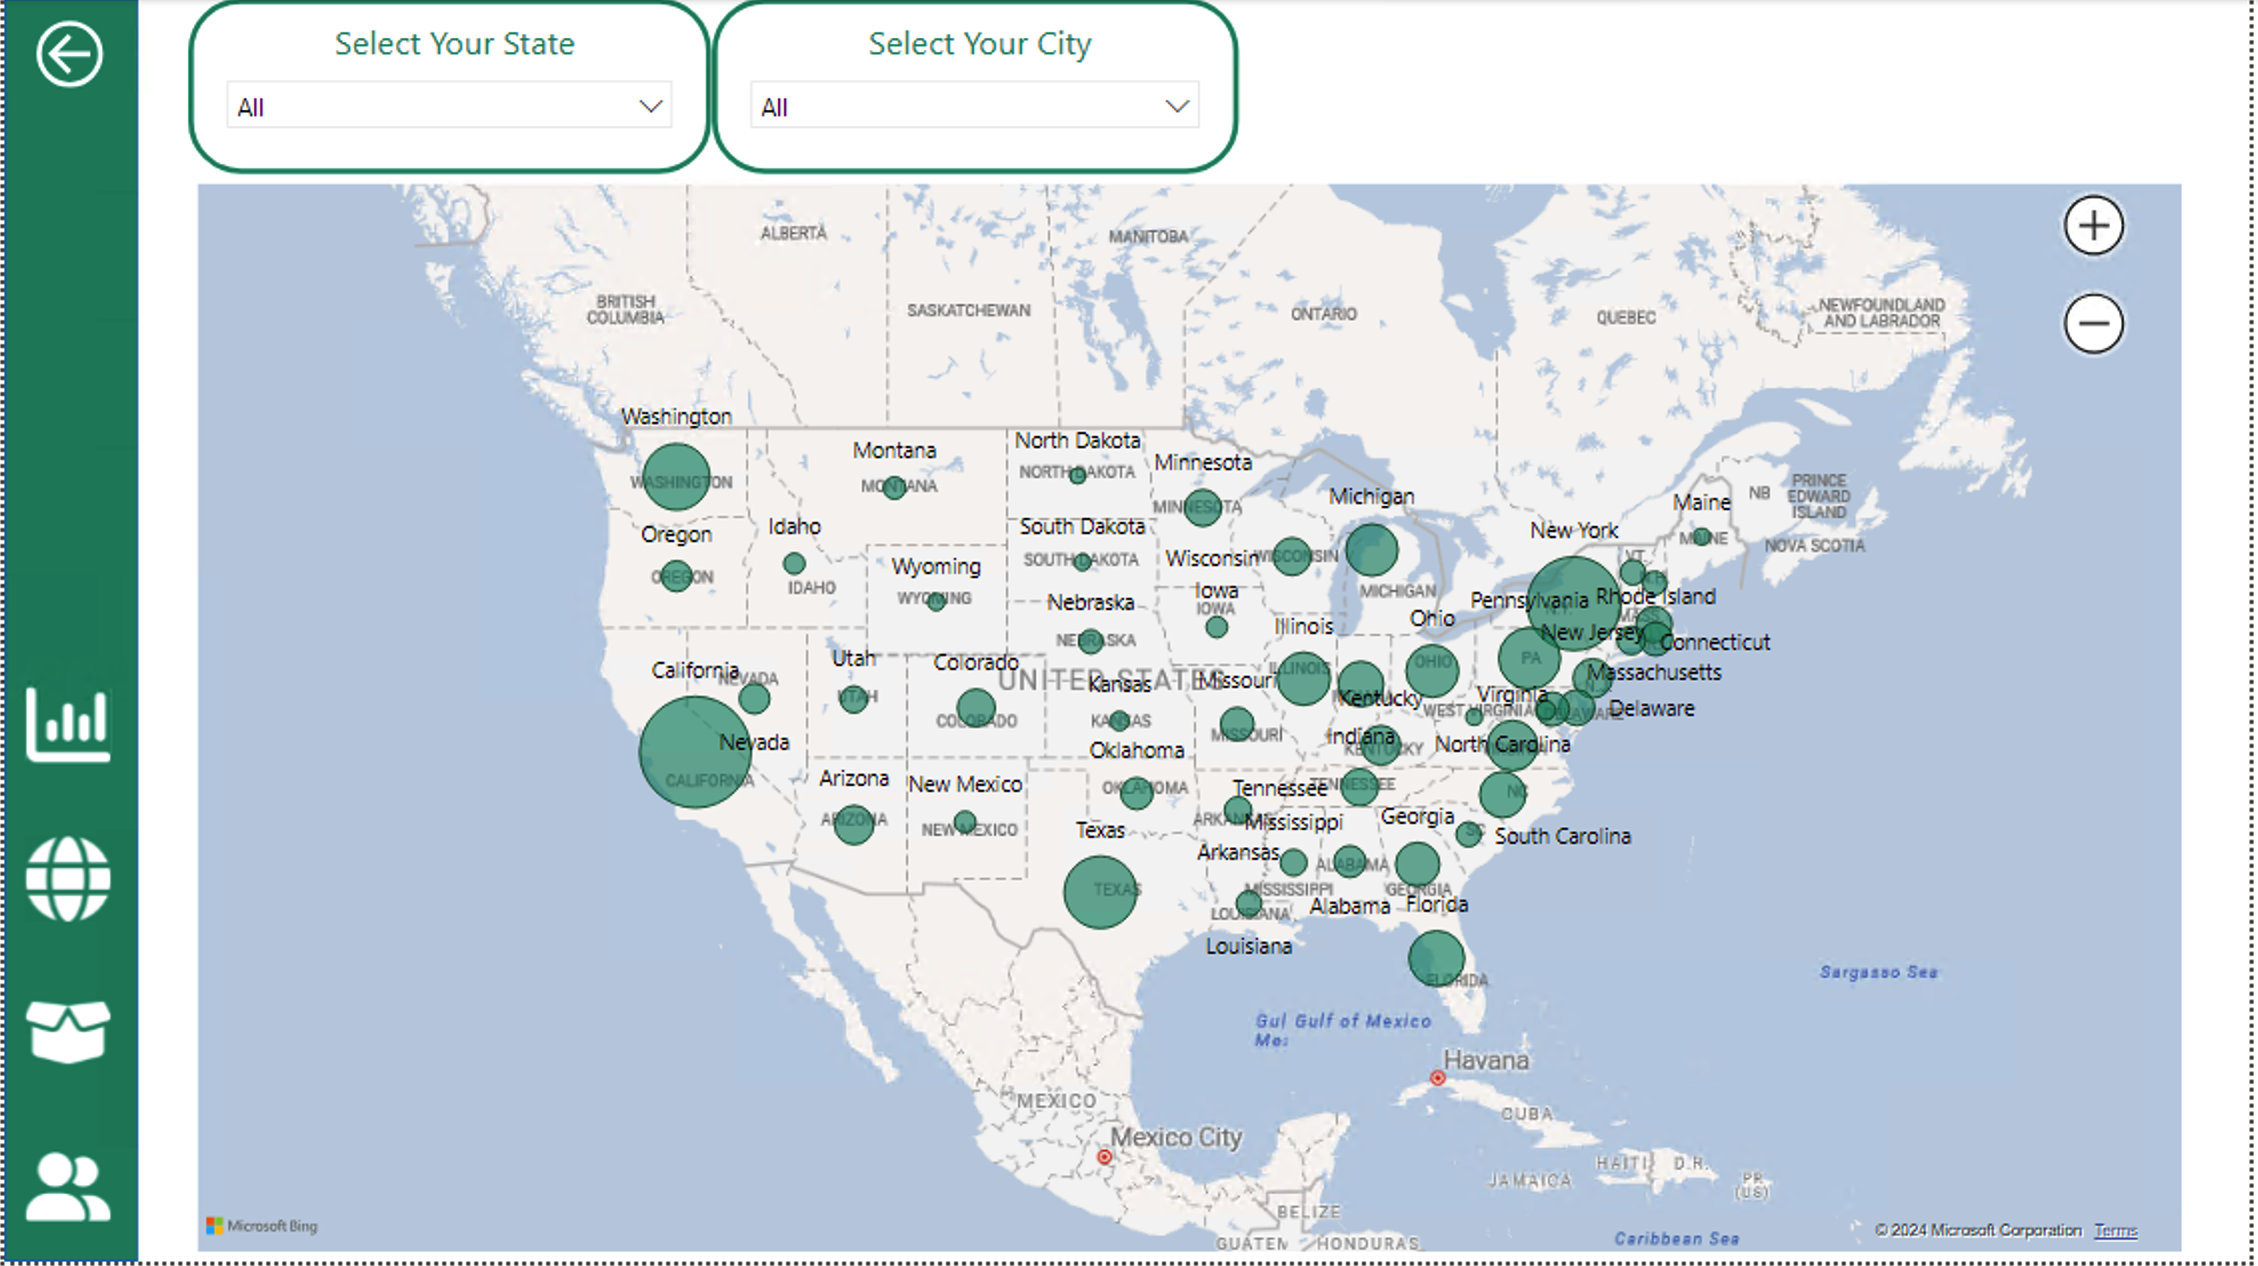 Select Your State
Select Your City
All
All
ALBERTA
MANITOBA
BRITISH
COLUMBIA
SASKATCHEWAN
ONTARIO
QUEBEC
NEWFOUNDLAND
AND LABRADOR
Washington
WASHINGTON
Montana
MONTANA
North Dakota
NORTH DAKOTA
Minnesota
MINNESOTA
Michigan
MICHIGAN
Maine
MAINE
NB
PRINCE
EDWARD
ISLAND
NOVA SCOTIA
Oregon
OREGON
Idaho
IDAHO
South Dakota
SOUTH DAKOTA
Wisconsin
WISCONSIN
New York
N.Y.
VT
N.H.
Wyoming
WYOMING
Nebraska
NEBRASKA
Iowa
IOWA
Illinois
ILLINOIS
Ohio
OHIO
Pennsylvania
PA
Rhode Island
MASS
New Jersey
N.J.
Connecticut
Massachusetts
California
CALIFORNIA
NEVADA
Nevada
Utah
UTAH
Colorado
COLORADO
UNITED STATES
Kansas
KANSAS
Missouri
MISSOURI
Kentucky
KENTUCKY
Virginia
WEST VIRGINIA
DELAWARE
Delaware
Indiana
North Carolina
NC
Oklahoma
OKLAHOMA
Arizona
ARIZONA
New Mexico
NEW MEXICO
Tennessee
TENNESSEE
ARKANSAS
Mississippi
Georgia
SC
South Carolina
Texas
TEXAS
Arkansas
ALABAMA
MISSISSIPPI
GEORGIA
LOUISIANA
Alabama
Florida
Louisiana
FLORIDA
Sargasso Sea
Gul Gulf of Mexico
Me
Havana
MEXICO
CUBA
Mexico City
HAITI
D.R.
JAMAICA
PR
(US)
BELIZE
GUATEM
HONDURAS
Caribbean Sea
Microsoft Bing
© 2024 Microsoft Corporation Terms